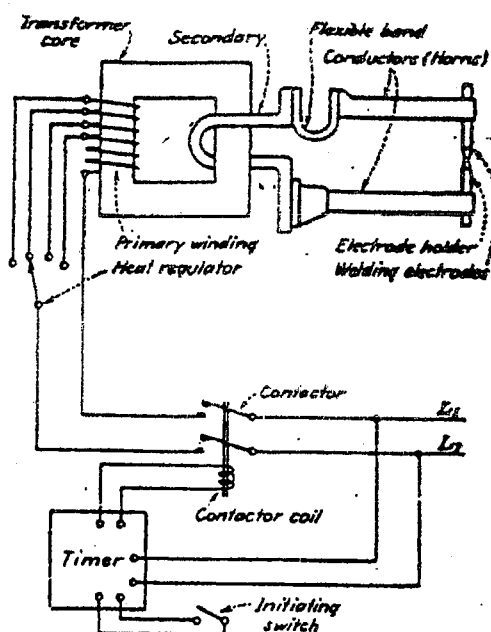 Transformer
core
Secondary
Flexible band
Conductors (Horns)
Primary winding
Heat regulator
Electrode holder
Welding electrodes
Contactor
L1
L2
Contactor coil
Timer
Initiating
switch